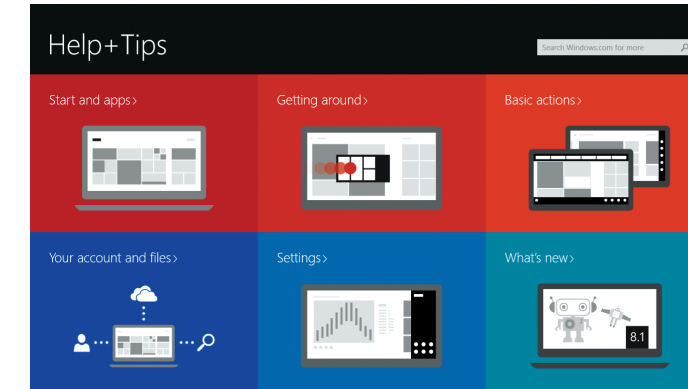 Help+Tips
Search Windows.com for more
Start and apps>
Getting around>
Basic actions>
Your account and files>
Settings>
What's new>
8.1